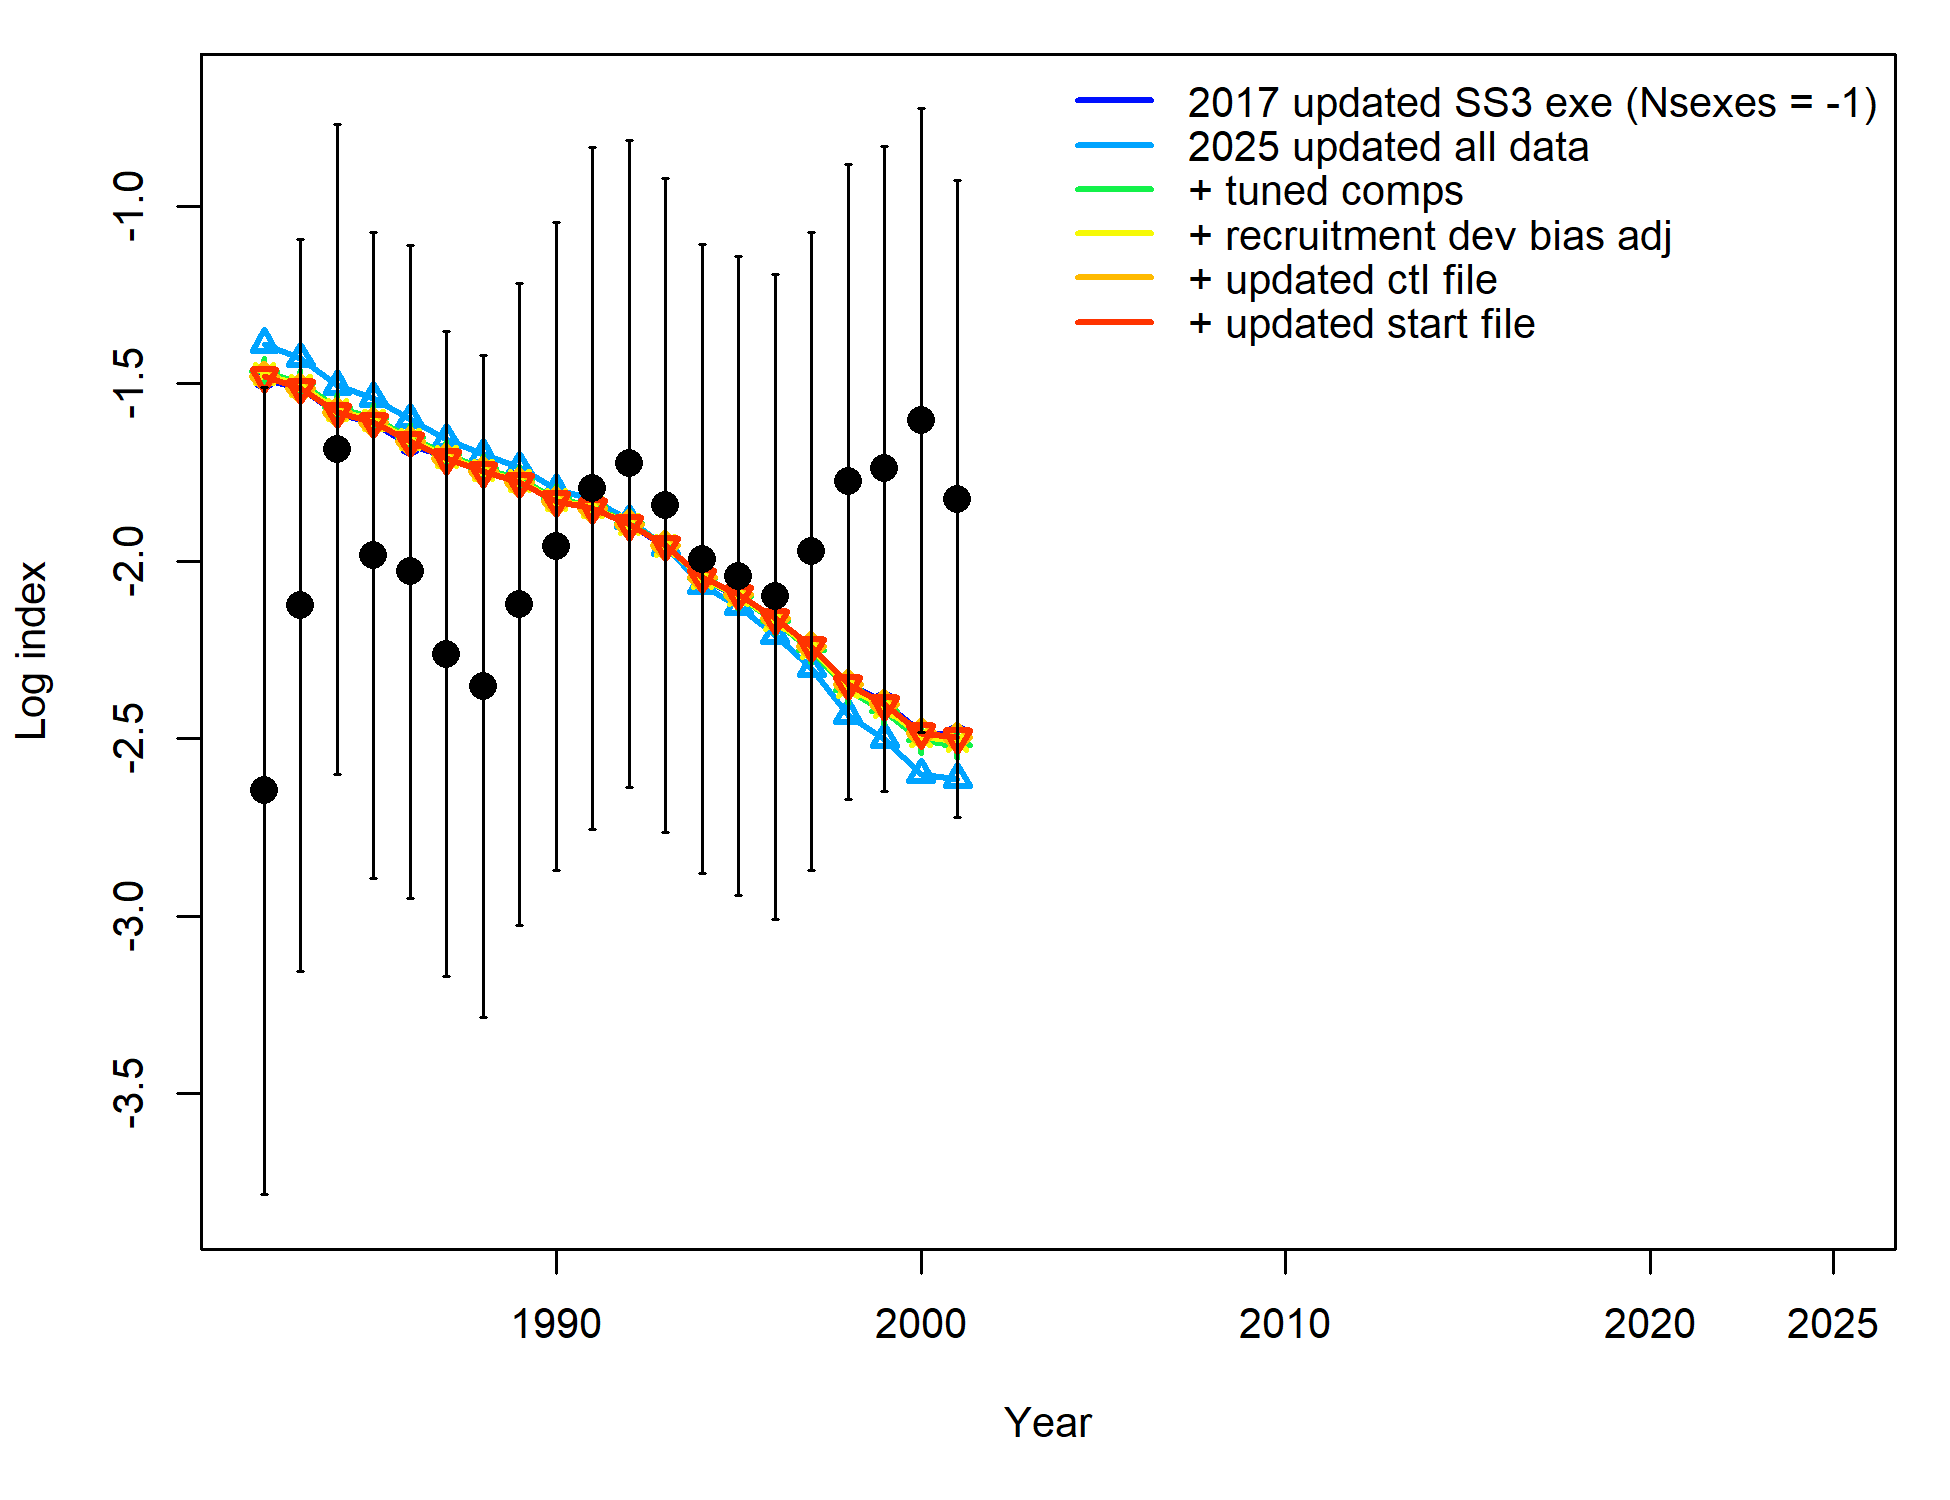 2017 updated SS3 exe (Nsexes = -1)
2025 updated all data
+ tuned comps
+ recruitment dev bias adj
+ updated ctl file
+ updated start file
-1.0
-1.5
-2.0
-2.5
-3.0
-3.5
Log index
1990
2000
2010
2020
2025
Year